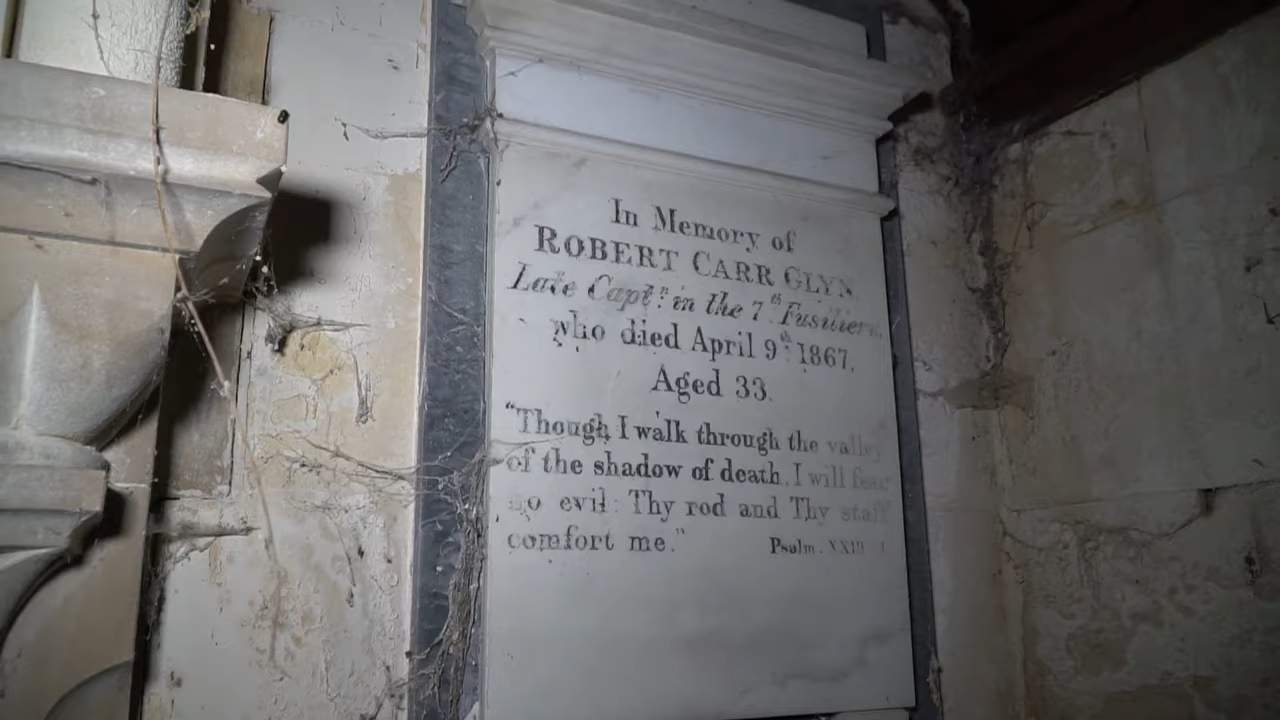 In Memory of
ROBERT CARR GLYN,
Late Captn. in the 7th Fusiliers,
who died April 9th 1867,
Aged 33.
"Though I walk through the valley
of the shadow of death, I will fear
no evil: Thy rod and Thy staff
comfort me." Psalm. XXIII